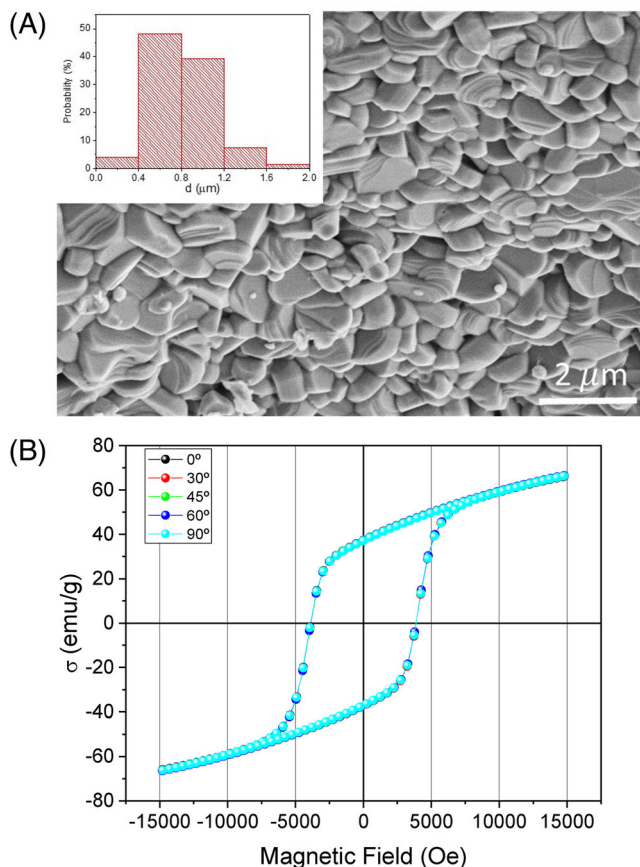 (A)
50
40
30
20
10
0
Probability (%)
0.0 0.4 0.8 1.2 1.6 2.0
d (μm)
2 μm
(B)
80
60
40
20
0
-20
-40
-60
-80
σ (emu/g)
0º
30º
45º
60º
90º
-15000 -10000 -5000 0 5000 10000 15000
Magnetic Field (Oe)